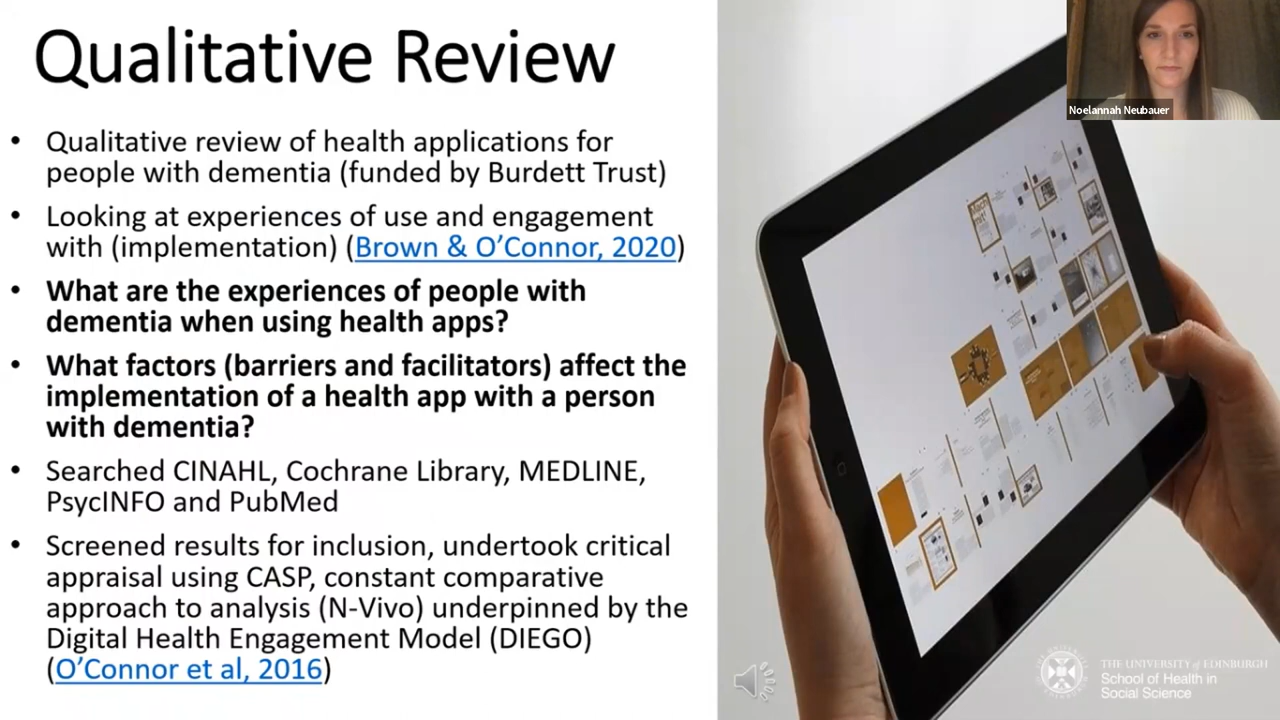 Qualitative Review
• Qualitative review of health applications for
people with dementia (funded by Burdett Trust)
• Looking at experiences of use and engagement
with (implementation) (Brown & O’Connor, 2020)
• What are the experiences of people with
dementia when using health apps?
• What factors (barriers and facilitators) affect the
implementation of a health app with a person
with dementia?
• Searched CINAHL, Cochrane Library, MEDLINE,
PsycINFO and PubMed
• Screened results for inclusion, undertook critical
appraisal using CASP, constant comparative
approach to analysis (N-Vivo) underpinned by the
Digital Health Engagement Model (DIEGO)
(O’Connor et al, 2016)
Noelannah Neubauer
THE UNIVERSITY of EDINBURGH
School of Health in
Social Science